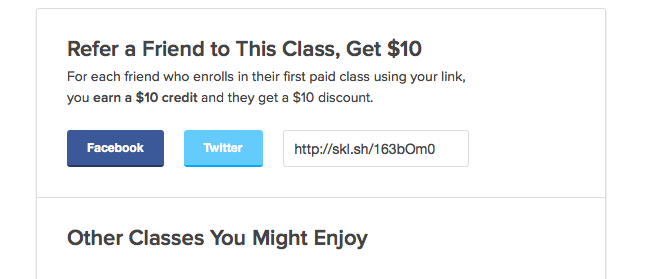 Refer a Friend to This Class, Get $10
For each friend who enrolls in their first paid class using your link,
you earn a $10 credit and they get a $10 discount.
Facebook Twitter http://skl.sh/163bOm0
Other Classes You Might Enjoy